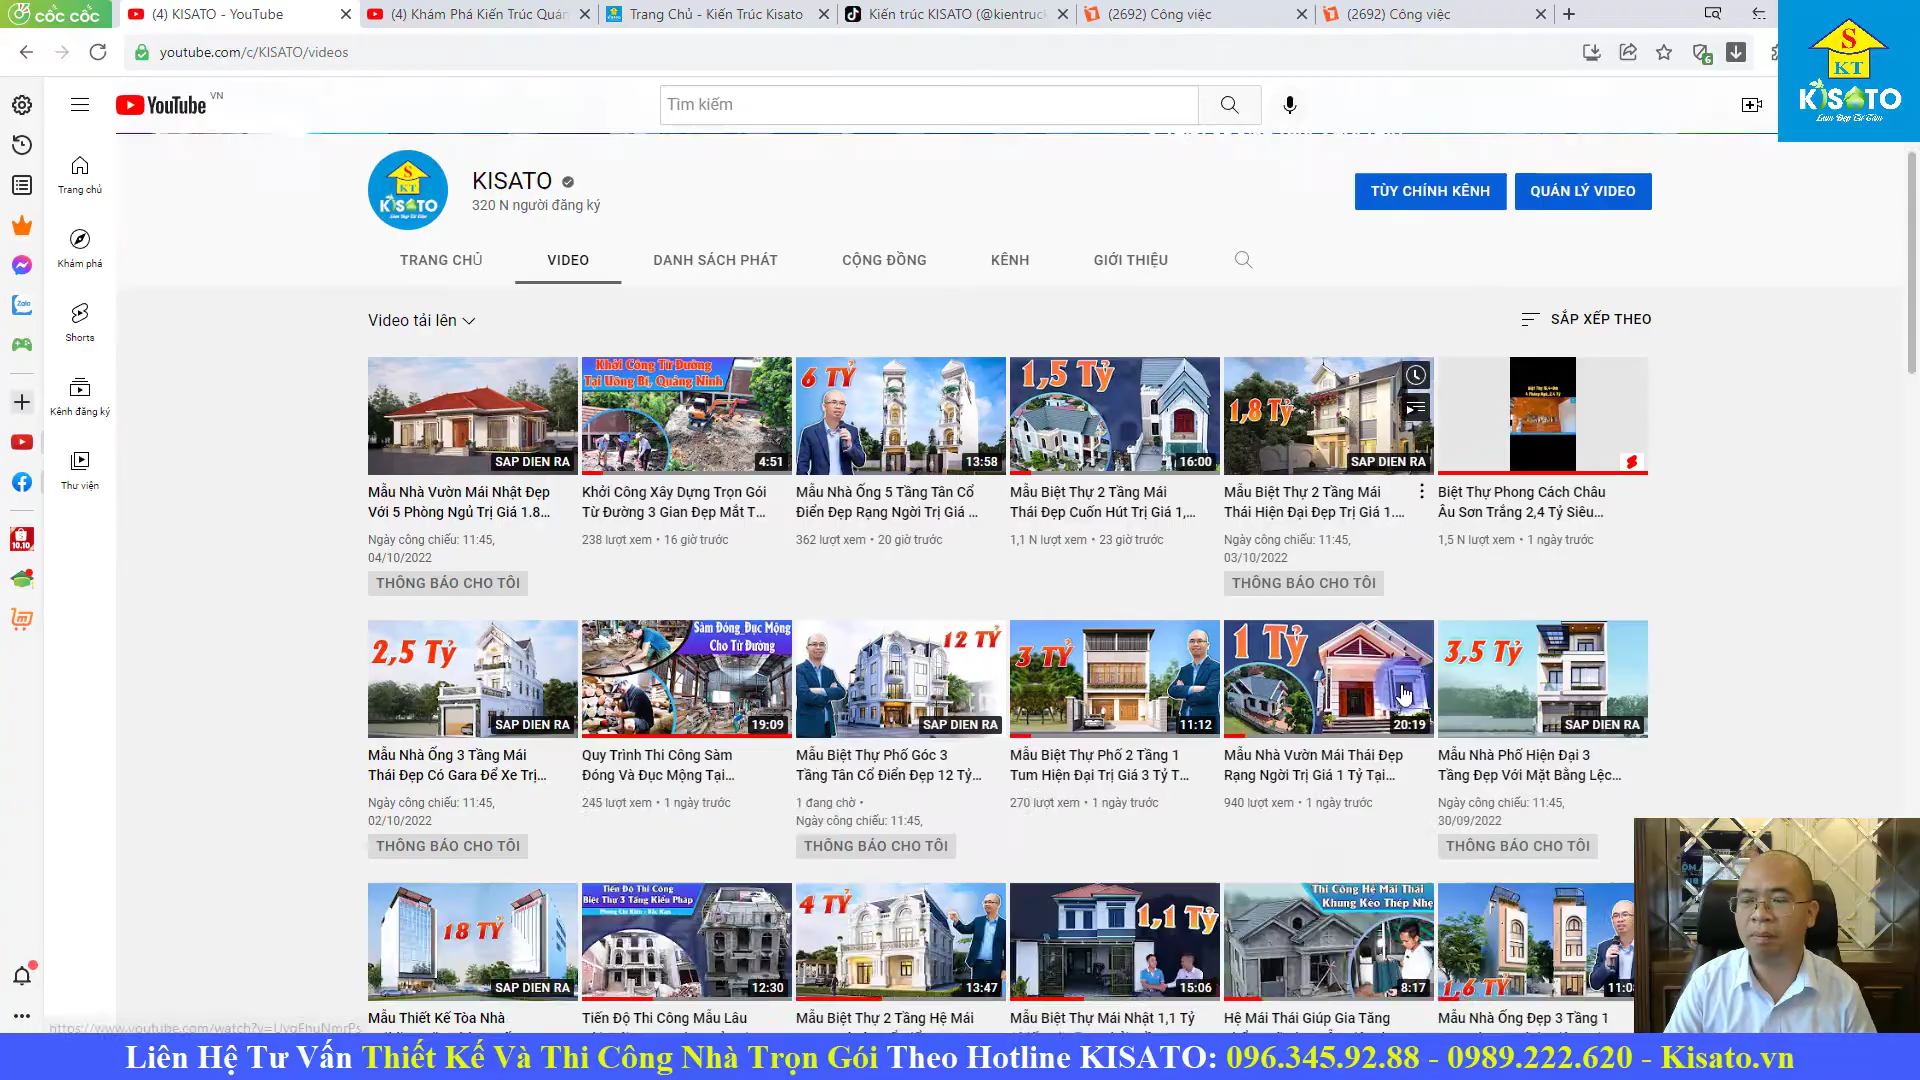 cốc cốc
(4) KISATO - YouTube
(4) Khám Phá Kiến Trúc Quán
Trang Chủ - Kiến Trúc Kisato
Kiến trúc KISATO (@kientruc
(2692) Công việc
(2692) Công việc
youtube.com/c/KISATO/videos
S
KT
KISATO
Làm Đẹp Từ Tâm
YouTube
VN
Tìm kiếm
Trang chủ
Khám phá
Shorts
Kênh đăng ký
Thư viện
Zalo
10.10
KISATO
320 N người đăng ký
TÙY CHỈNH KÊNH
QUẢN LÝ VIDEO
TRANG CHỦ
VIDEO
DANH SÁCH PHÁT
CỘNG ĐỒNG
KÊNH
GIỚI THIỆU
Video tải lên
SẮP XẾP THEO
SAP DIEN RA
Khởi Công Từ Đường
Tại Uông Bí, Quảng Ninh
4:51
6 TỶ
13:58
1,5 Tỷ
16:00
1,8 Tỷ
SAP DIEN RA
Mẫu Nhà Vườn Mái Nhật Đẹp
Với 5 Phòng Ngủ Trị Giá 1.8...
Ngày công chiếu: 11:45,
04/10/2022
THÔNG BÁO CHO TÔI
Khởi Công Xây Dựng Trọn Gói
Từ Đường 3 Gian Đẹp Mắt T...
238 lượt xem • 16 giờ trước
Mẫu Nhà Ống 5 Tầng Tân Cổ
Điển Đẹp Rạng Ngời Trị Giá ...
362 lượt xem • 20 giờ trước
Mẫu Biệt Thự 2 Tầng Mái
Thái Đẹp Cuốn Hút Trị Giá 1,...
1,1 N lượt xem • 23 giờ trước
Mẫu Biệt Thự 2 Tầng Mái
Thái Hiện Đại Đẹp Trị Giá 1....
Ngày công chiếu: 11:45,
03/10/2022
THÔNG BÁO CHO TÔI
Biệt Thự Phong Cách Châu
Âu Sơn Trắng 2,4 Tỷ Siêu...
1,5 N lượt xem • 1 ngày trước
2,5 Tỷ
SAP DIEN RA
Sàm Đóng_Đục Mộng
Cho Từ Đường
19:09
12 TỶ
SAP DIEN RA
3 TỶ
11:12
1 Tỷ
20:19
3,5 Tỷ
SAP DIEN RA
Mẫu Nhà Ống 3 Tầng Mái
Thái Đẹp Có Gara Để Xe Trị...
Ngày công chiếu: 11:45,
02/10/2022
THÔNG BÁO CHO TÔI
Quy Trình Thi Công Sàm
Đóng Và Đục Mộng Tại...
245 lượt xem • 1 ngày trước
Mẫu Biệt Thự Phố Góc 3
Tầng Tân Cổ Điển Đẹp 12 Tỷ...
1 đang chờ •
Ngày công chiếu: 11:45,
THÔNG BÁO CHO TÔI
Mẫu Biệt Thự Phố 2 Tầng 1
Tum Hiện Đại Trị Giá 3 Tỷ T...
270 lượt xem • 1 ngày trước
Mẫu Nhà Vườn Mái Thái Đẹp
Rạng Ngời Trị Giá 1 Tỷ Tại...
940 lượt xem • 1 ngày trước
Mẫu Nhà Phố Hiện Đại 3
Tầng Đẹp Với Mặt Bằng Lệc...
Ngày công chiếu: 11:45,
30/09/2022
THÔNG BÁO CHO TÔI
18 TỶ
SAP DIEN RA
Tiến Độ Thi Công
Biệt Thự 3 Tầng Kiểu Pháp
12:30
4 TỶ
13:47
1,1 Tỷ
15:06
Thi Công Hệ Mái Thái
Khung Kèo Thép Nhẹ
8:17
1,6 TỶ
11:0
Mẫu Thiết Kế Tòa Nhà
Tiến Độ Thi Công Mẫu Lâu
Mẫu Biệt Thự 2 Tầng Hệ Mái
Mẫu Biệt Thự Mái Nhật 1,1 Tỷ
Hệ Mái Thái Giúp Gia Tăng
Mẫu Nhà Ống Đẹp 3 Tầng 1
Liên Hệ Tư Vấn Thiết Kế Và Thi Công Nhà Trọn Gói Theo Hotline KISATO: 096.345.92.88 - 0989.222.620 - Kisato.vn